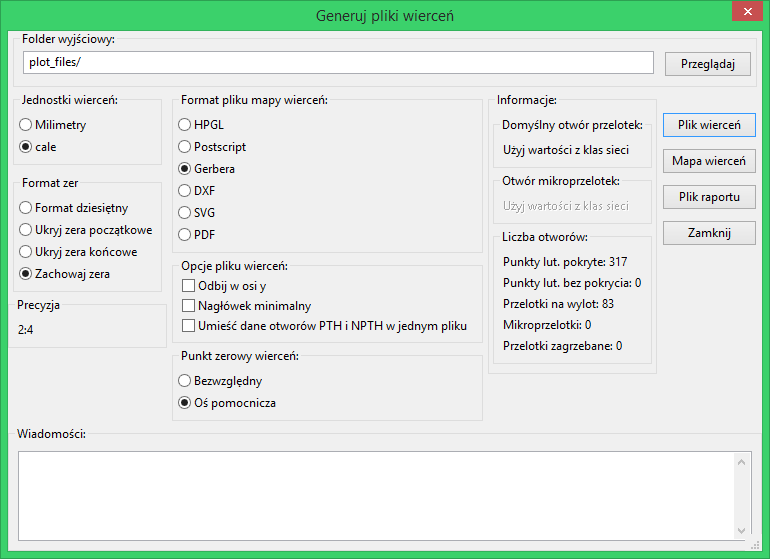 Generuj pliki wierceń
Folder wyjściowy:
plot_files/
Przeglądaj
Jednostki wierceń:
Milimetry
cale
Format zer
Format dziesiętny
Ukryj zera początkowe
Ukryj zera końcowe
Zachowaj zera
Precyzja
2:4
Format pliku mapy wierceń:
HPGL
Postscript
Gerbera
DXF
SVG
PDF
Opcje pliku wierceń:
Odbij w osi y
Nagłówek minimalny
Umieść dane otworów PTH i NPTH w jednym pliku
Punkt zerowy wierceń:
Bezwzględny
Oś pomocnicza
Informacje:
Domyślny otwór przelotek:
Użyj wartości z klas sieci
Otwór mikroprzelotek:
Użyj wartości z klas sieci
Liczba otworów:
Punkty lut. pokryte: 317
Punkty lut. bez pokrycia: 0
Przelotki na wylot: 83
Mikroprzelotki: 0
Przelotki zagrzebane: 0
Plik wierceń
Mapa wierceń
Plik raportu
Zamknij
Wiadomości: